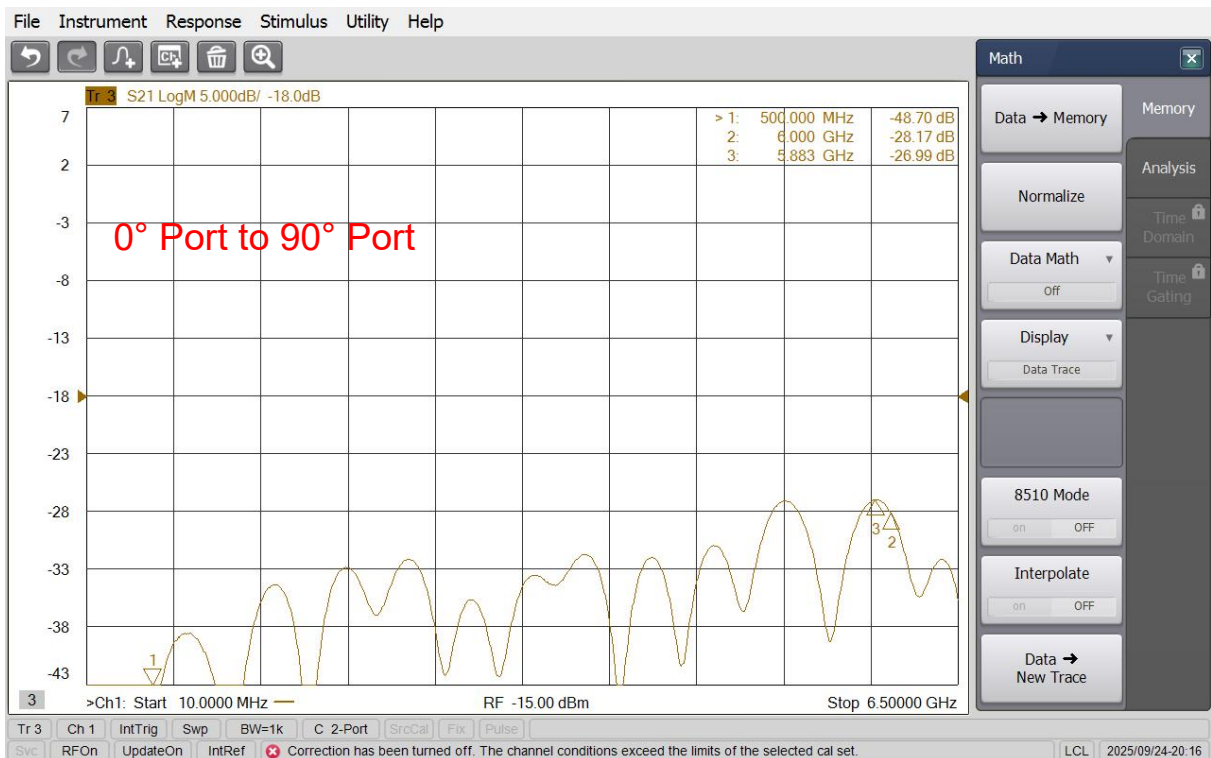 File Instrument Response Stimulus Utility Help
Ch
Math
Tr 3 S21 LogM 5.000dB/ -18.0dB
7
2
-3
-8
-13
-18
-23
-28
-33
-38
-43
> 1: 500.000 MHz -48.70 dB
2: 6.000 GHz -28.17 dB
3: 5.883 GHz -26.99 dB
0° Port to 90° Port
1
3
2
3
>Ch1: Start 10.0000 MHz
RF -15.00 dBm
Stop 6.50000 GHz
Data ➔ Memory
Normalize
Data Math
Off
Display
Data Trace
8510 Mode
on OFF
Interpolate
on OFF
Data ➔
New Trace
Memory
Analysis
Time
Domain
Time
Gating
Tr 3 Ch 1 IntTrig Swp BW=1k C 2-Port SrcCal Fix Pulse
Svc RFOn UpdateOn IntRef Correction has been turned off. The channel conditions exceed the limits of the selected cal set. LCL 2025/09/24-20:16